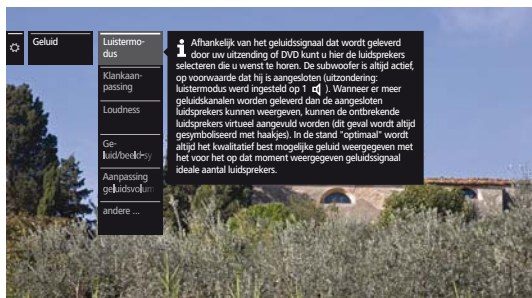 Geluid
Luistermo-
dus
Klankaan-
passing
Loudness
Ge-
luid/beeld-sy
Aanpassing
geluidsvolum
andere ...
Afhankelijk van het geluidssignaal dat wordt geleverd
door uw uitzending of DVD kunt u hier de luidsprekers
selecteren die u wenst te horen. De subwoofer is altijd actief,
op voorwaarde dat hij is aangesloten (uitzondering:
luistermodus werd ingesteld op 1 ). Wanneer er meer
geluidskanalen worden geleverd dan de aangesloten
luidsprekers kunnen weergeven, kunnen de ontbrekende
luidsprekers virtueel aangevuld worden (dit geval wordt altijd
gesymboliseerd met haakjes). In de stand "optimaal" wordt
altijd het kwalitatief best mogelijke geluid weergegeven met
het voor het op dat moment weergegeven geluidssignaal
ideale aantal luidsprekers.